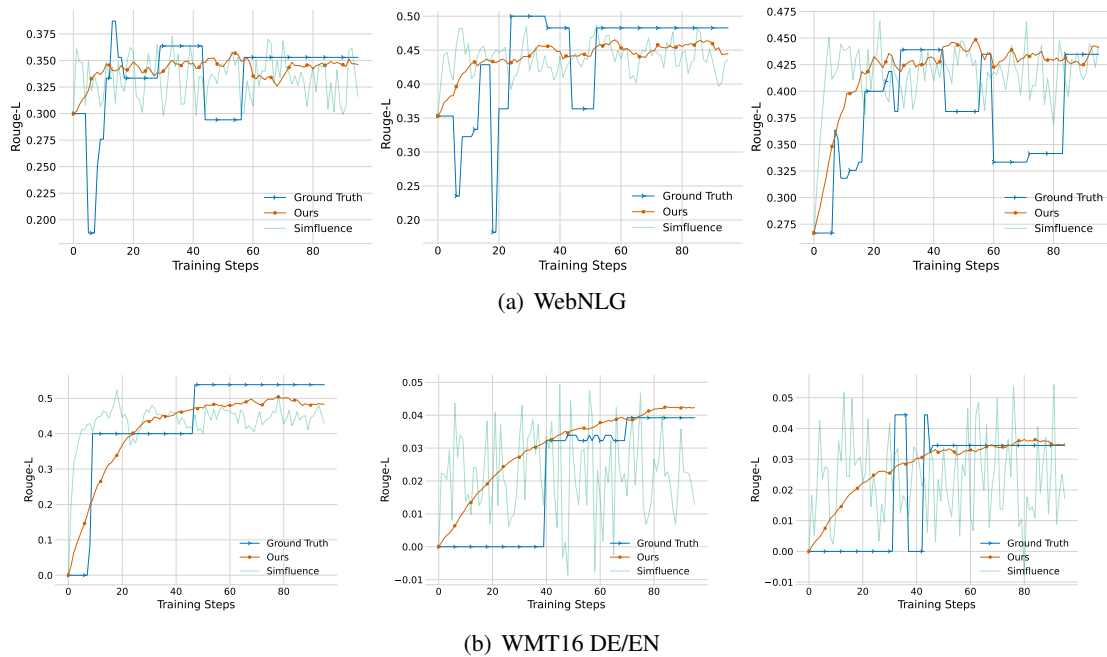 0.375
0.350
0.325
0.300
0.275
0.250
0.225
0.200
Rouge-L
0 20 40 60 80
Training Steps
Ground Truth
Ours
Simfluence
0.50
0.45
0.40
0.35
0.30
0.25
0.20
Rouge-L
0 20 40 60 80
Training Steps
Ground Truth
Ours
Simfluence
0.475
0.450
0.425
0.400
0.375
0.350
0.325
0.300
0.275
Rouge-L
0 20 40 60 80
Training Steps
Ground Truth
Ours
Simfluence
(a) WebNLG
0.5
0.4
0.3
0.2
0.1
0.0
Rouge-L
0 20 40 60 80
Training Steps
Ground Truth
Ours
Simfluence
0.05
0.04
0.03
0.02
0.01
0.00
−0.01
Rouge-L
0 20 40 60 80
Training Steps
Ground Truth
Ours
Simfluence
0.05
0.04
0.03
0.02
0.01
0.00
−0.01
Rouge-L
0 20 40 60 80
Training Steps
Ground Truth
Ours
Simfluence
(b) WMT16 DE/EN